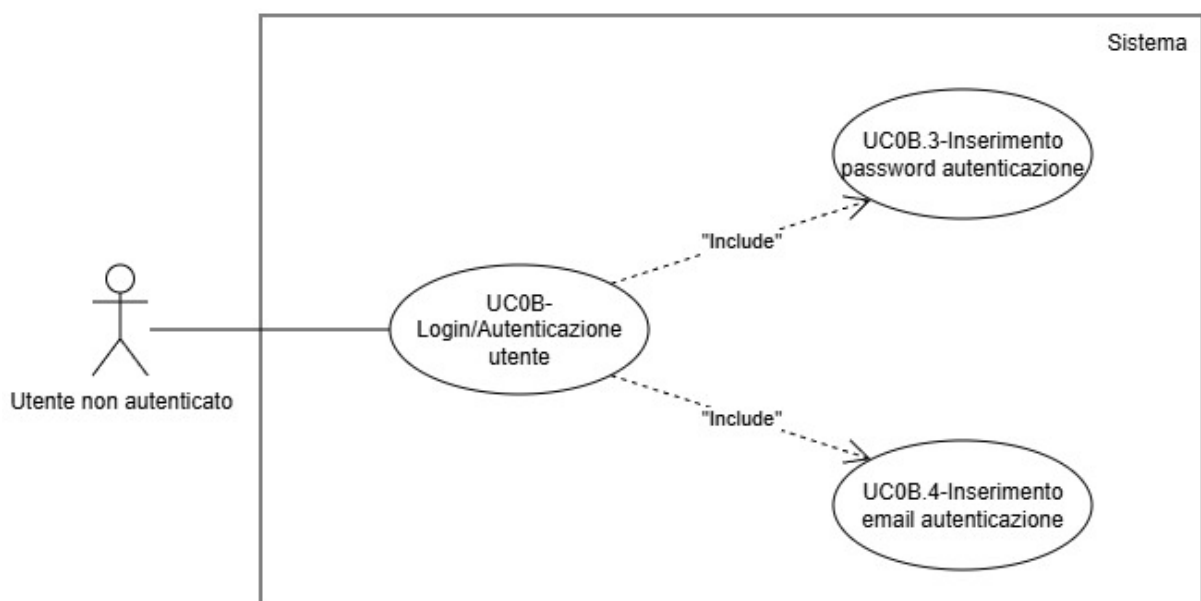 Sistema
UC0B.3-Inserimento
password autenticazione
"Include"
UC0B-
Login/Autenticazione
utente
Utente non autenticato
"Include"
UC0B.4-Inserimento
email autenticazione